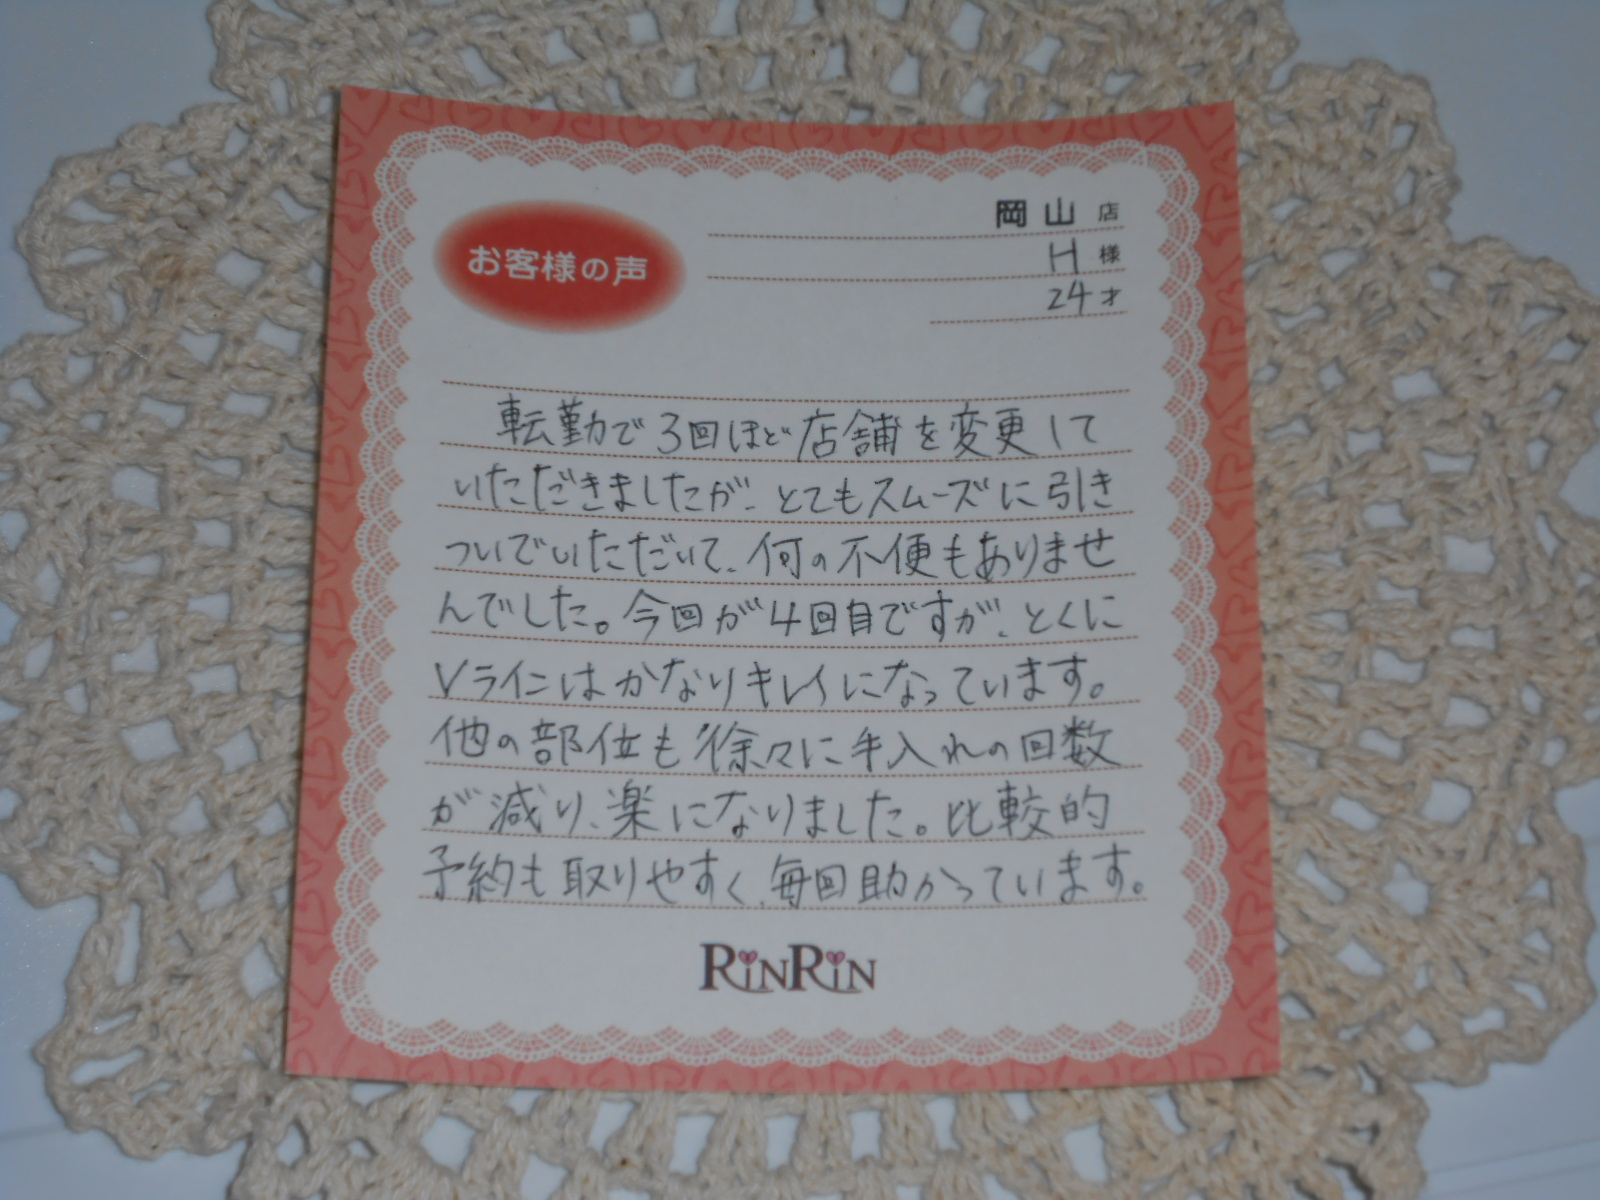 お客様の声
岡山 店
H 様
24 才
転勤で3回ほど店舗を変更して
いただきましたが、とてもスムーズに引き
ついでいただいて、何の不便もありませ
んでした。今回が4回目ですが、とくに
Vラインはかなりキレイになっています。
他の部位も徐々に手入れの回数
が減り、楽になりました。比較的
予約も取りやすく、毎回助かっています。
RinRin